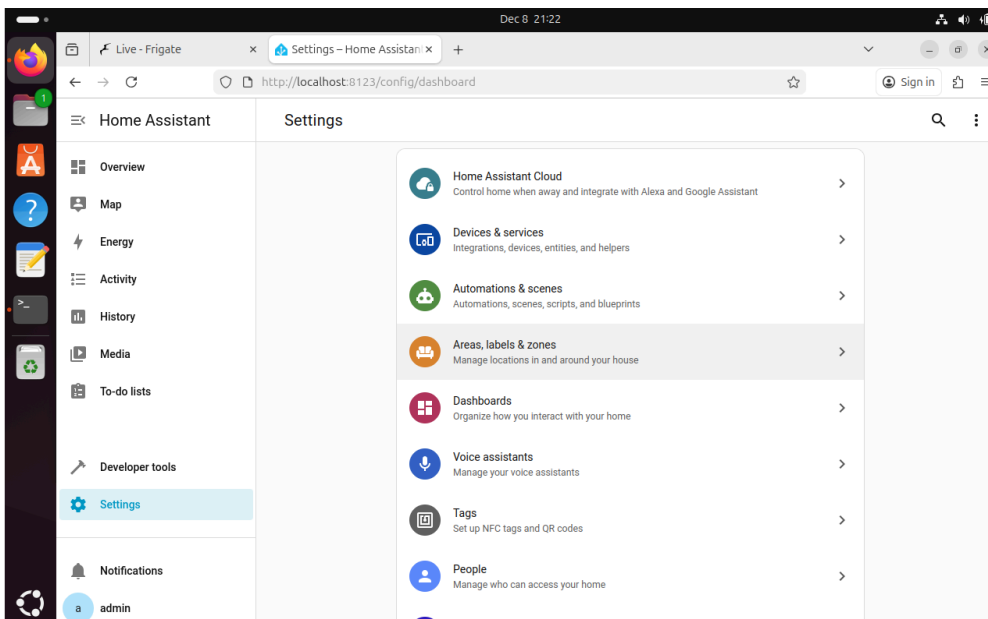 Dec 8 21:22
Live - Frigate
Settings – Home Assistant
http://localhost:8123/config/dashboard
Sign in
1
Home Assistant
Settings
Overview
Map
Energy
Activity
History
Media
To-do lists
Developer tools
Settings
Notifications
a admin
Home Assistant Cloud
Control home when away and integrate with Alexa and Google Assistant
Devices & services
Integrations, devices, entities, and helpers
Automations & scenes
Automations, scenes, scripts, and blueprints
Areas, labels & zones
Manage locations in and around your house
Dashboards
Organize how you interact with your home
Voice assistants
Manage your voice assistants
Tags
Set up NFC tags and QR codes
People
Manage who can access your home